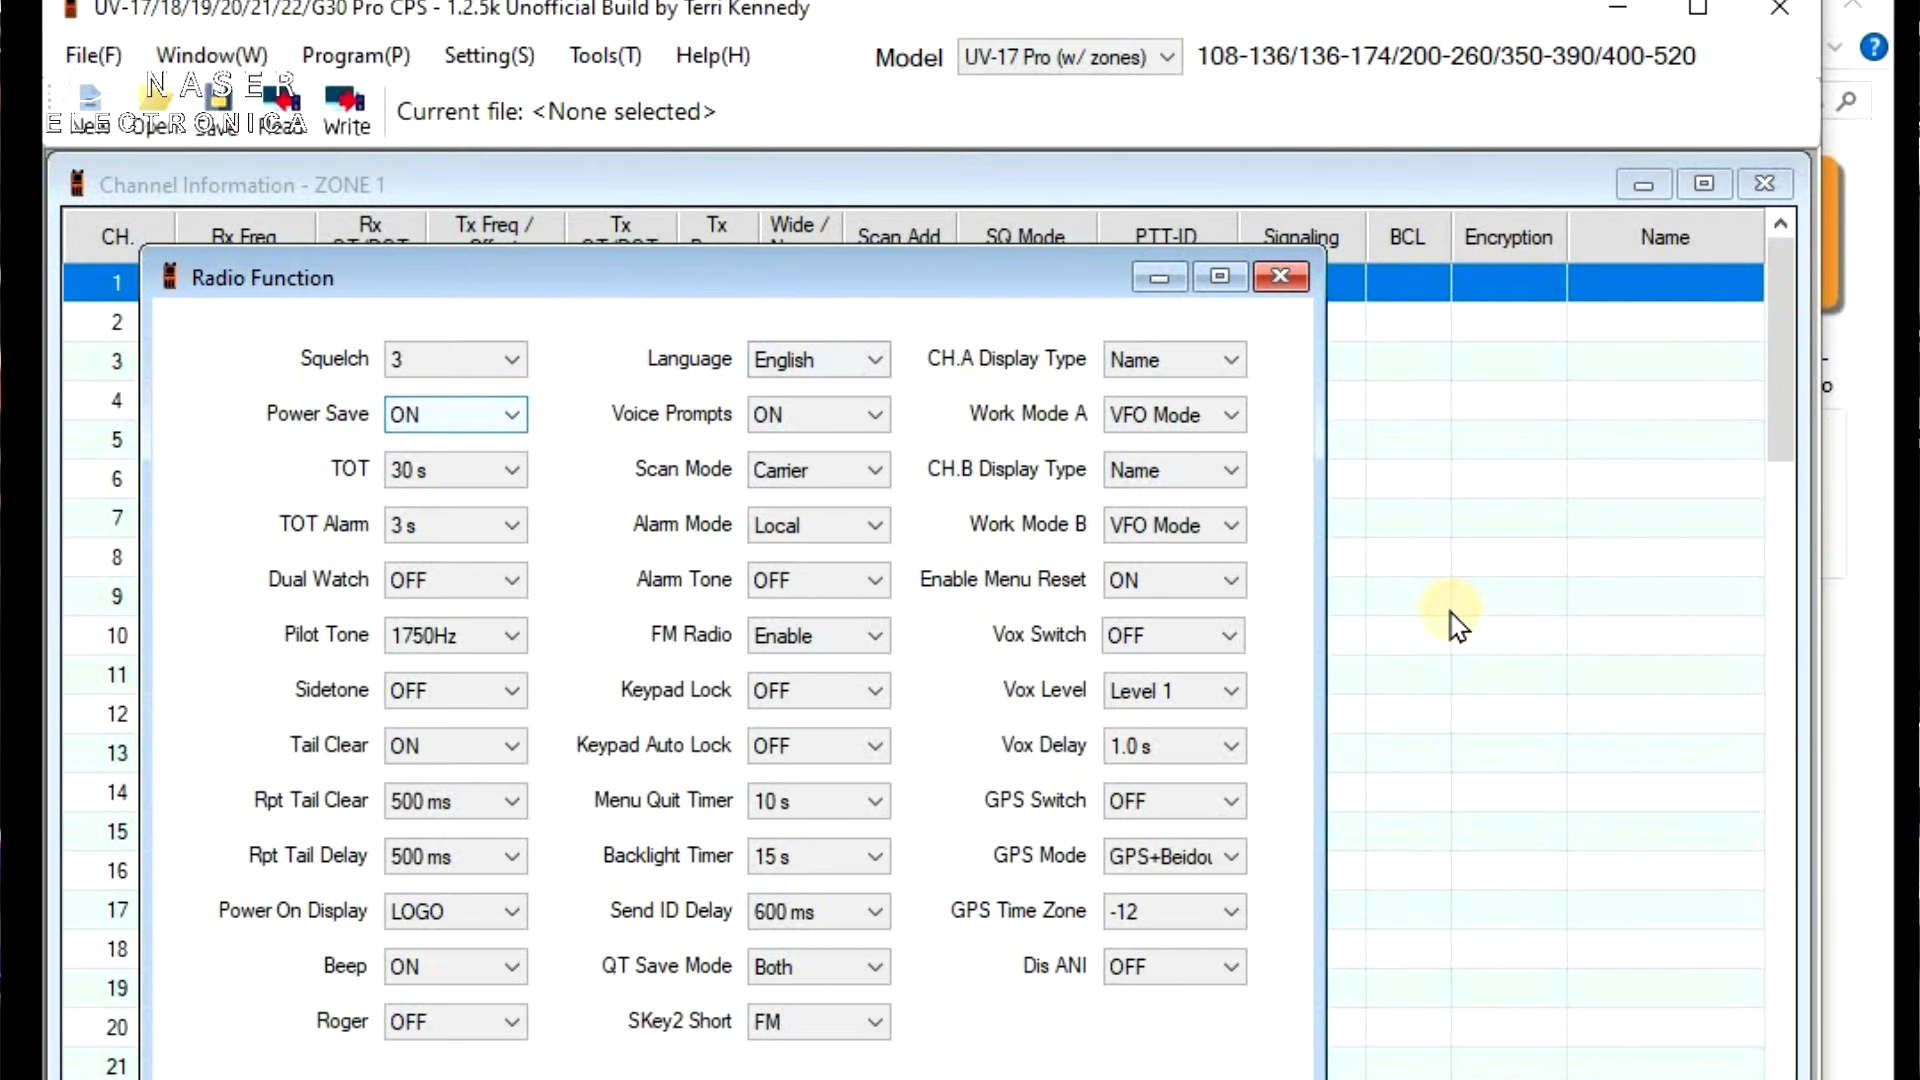 UV-17/18/19/20/21/22/G30 Pro CPS - 1.2.5k Unofficial Build by Terri Kennedy
File(F) Window(W) Program(P) Setting(S) Tools(T) Help(H) Model UV-17 Pro (w/ zones) 108-136/136-174/200-260/350-390/400-520
NASER
ELECTRONICA
New Open Save Read Write Current file: <None selected>
Channel Information - ZONE 1
CH. Rx Freq Rx Tx Freq / Tx Tx Wide / Scan Add SQ Mode PTT-ID Signaling BCL Encryption Name
Radio Function
1
2
3
4
5
6
7
8
9
10
11
12
13
14
15
16
17
18
19
20
21
Squelch 3 Language English CH.A Display Type Name
Power Save ON Voice Prompts ON Work Mode A VFO Mode
TOT 30 s Scan Mode Carrier CH.B Display Type Name
TOT Alarm 3 s Alarm Mode Local Work Mode B VFO Mode
Dual Watch OFF Alarm Tone OFF Enable Menu Reset ON
Pilot Tone 1750Hz FM Radio Enable Vox Switch OFF
Sidetone OFF Keypad Lock OFF Vox Level Level 1
Tail Clear ON Keypad Auto Lock OFF Vox Delay 1.0 s
Rpt Tail Clear 500 ms Menu Quit Timer 10 s GPS Switch OFF
Rpt Tail Delay 500 ms Backlight Timer 15 s GPS Mode GPS+Beidou
Power On Display LOGO Send ID Delay 600 ms GPS Time Zone -12
Beep ON QT Save Mode Both Dis ANI OFF
Roger OFF SKey2 Short FM